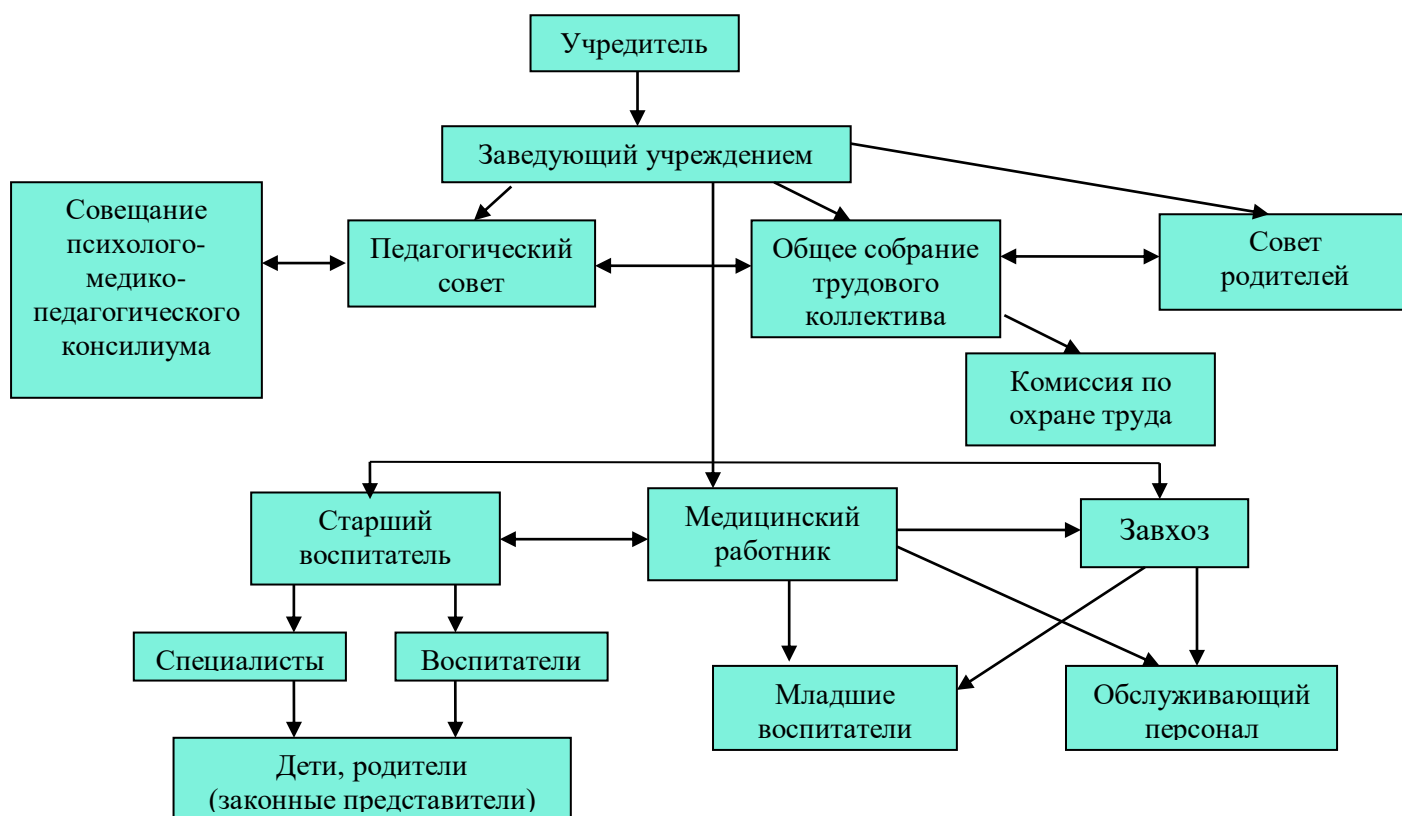 Учредитель
Заведующий учреждением
Совещание
психолого-
медико-
педагогического
консилиума
Педагогический
совет
Общее собрание
трудового
коллектива
Совет
родителей
Комиссия по
охране труда
Старший
воспитатель
Медицинский
работник
Завхоз
Специалисты
Воспитатели
Младшие
воспитатели
Обслуживающий
персонал
Дети, родители
(законные представители)